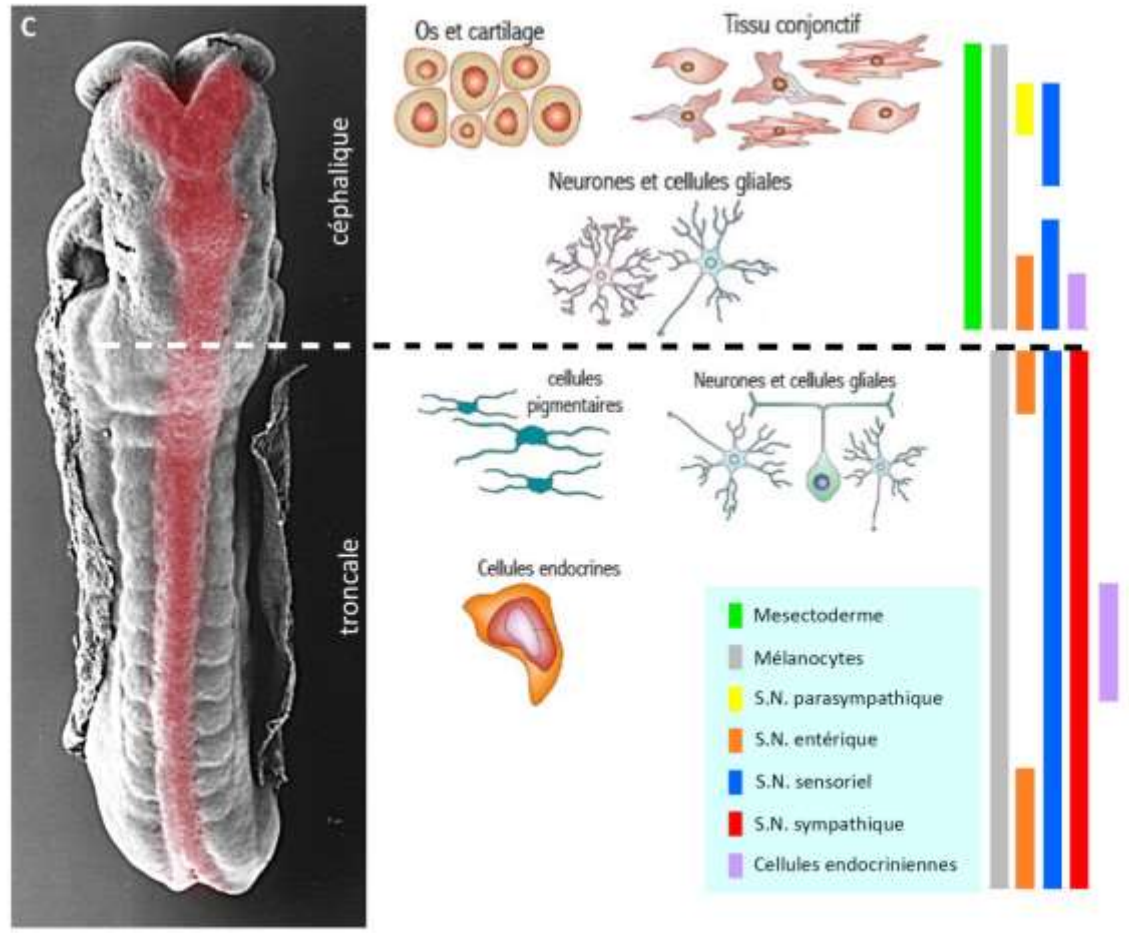 C
Os et cartilage
Tissu conjonctif
céphalique
Neurones et cellules gliales
cellules
pigmentaires
Neurones et cellules gliales
troncale
Cellules endocrines
Mesectoderme
Mélanocytes
S.N. parasympathique
S.N. entérique
S.N. sensoriel
S.N. sympathique
Cellules endocriniennes